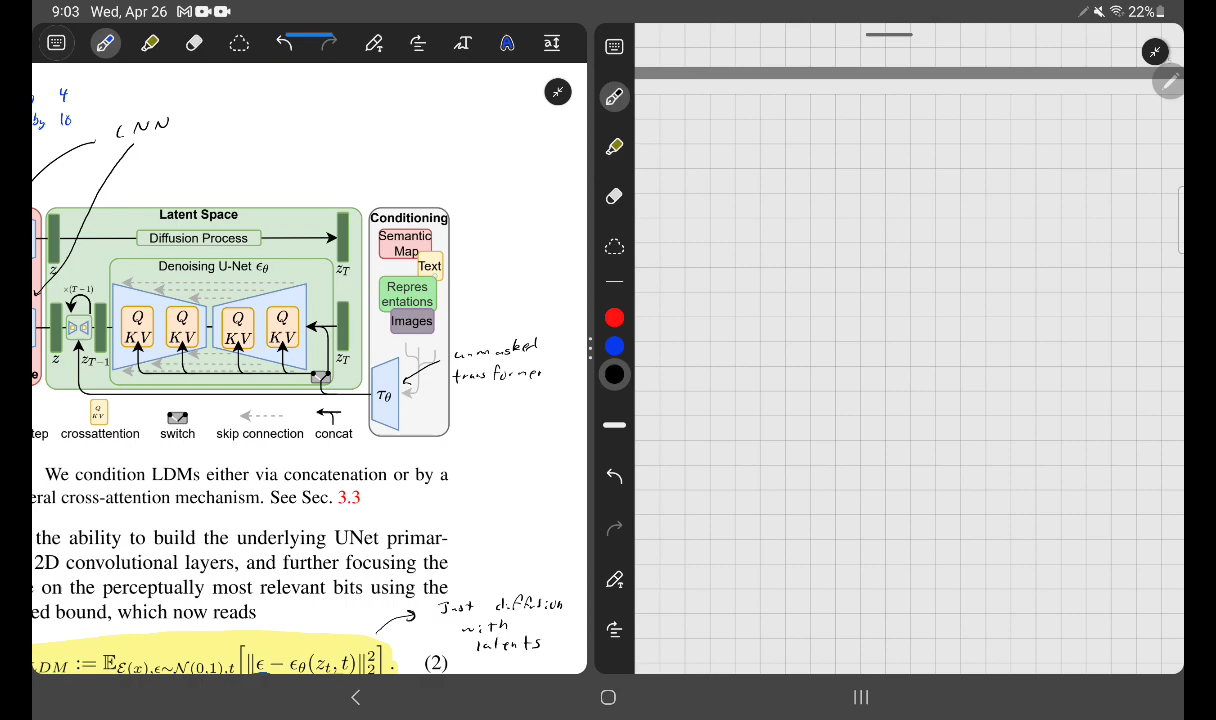 9:03 Wed, Apr 26
22%
4
by 16
CNN
Latent Space
Diffusion Process
Denoising U-Net ϵθ
z
zT
×(T−1)
Q
KV
Q
KV
Q
KV
Q
KV
z
zT−1
zT
Conditioning
Semantic
Map
Text
Repres
entations
Images
τθ
unmasked
transformer
Q
KV
tep crossattention switch skip connection concat
We condition LDMs either via concatenation or by a
eral cross-attention mechanism. See Sec. 3.3
the ability to build the underlying UNet primar-
2D convolutional layers, and further focusing the
e on the perceptually most relevant bits using the
ed bound, which now reads
Just diffusion
with
latents
LDM := 𝔼ℰ(x),ϵ∼𝒩(0,1),t[‖ϵ − ϵθ(zt, t)‖²₂]. (2)